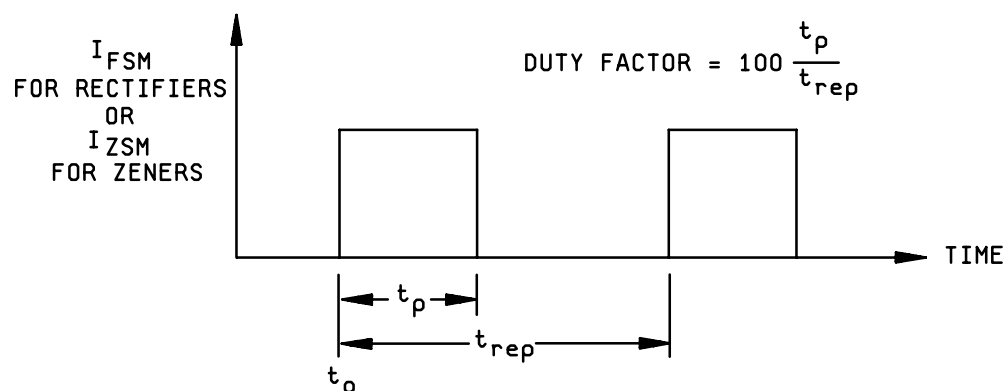 I_FSM
FOR RECTIFIERS
OR
I_ZSM
FOR ZENERS
DUTY FACTOR = 100 t_p / t_rep
TIME
t_p
t_rep
t_o